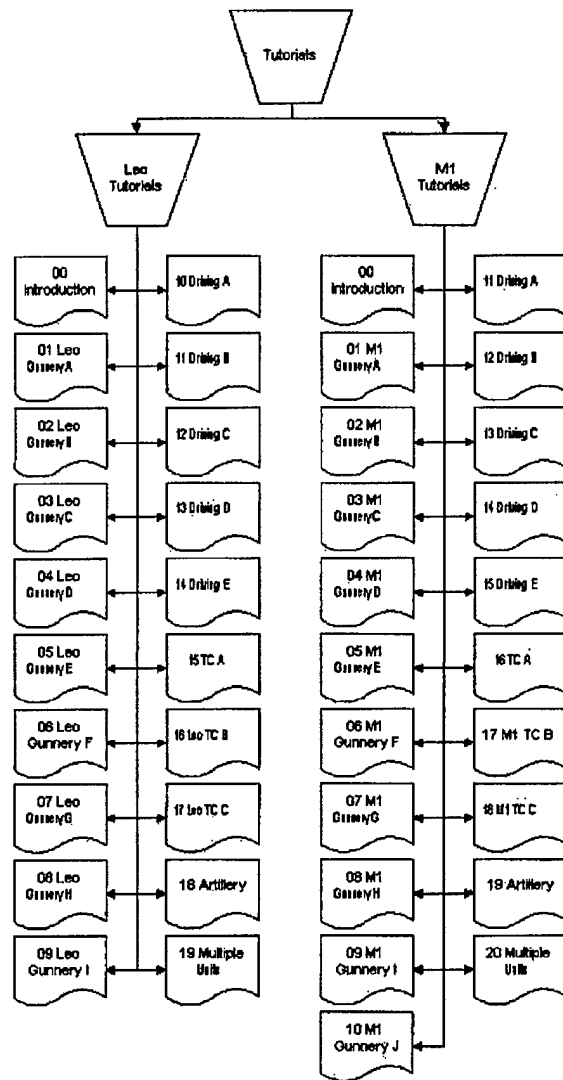 Tutorials
Leo
Tutorials
M1
Tutorials
00
Introduction
10 Driving A
01 Leo
Gunnery A
11 Driving B
02 Leo
Gunnery B
12 Driving C
03 Leo
Gunnery C
13 Driving D
04 Leo
Gunnery D
14 Driving E
05 Leo
Gunnery E
15 TC A
06 Leo
Gunnery F
16 Leo TC B
07 Leo
Gunnery G
17 Leo TC C
08 Leo
Gunnery H
18 Artillery
09 Leo
Gunnery I
19 Multiple
Units
00
Introduction
11 Driving A
01 M1
Gunnery A
12 Driving B
02 M1
Gunnery B
13 Driving C
03 M1
Gunnery C
14 Driving D
04 M1
Gunnery D
15 Driving E
05 M1
Gunnery E
16 TC A
06 M1
Gunnery F
17 M1 TC B
07 M1
Gunnery G
18 M1 TC C
08 M1
Gunnery H
19 Artillery
09 M1
Gunnery I
20 Multiple
Units
10 M1
Gunnery J